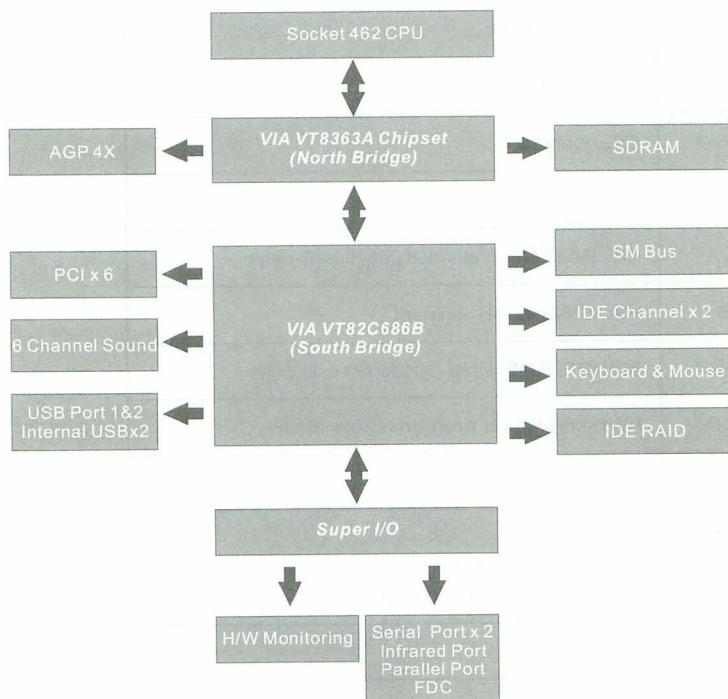 Socket 462 CPU
VIA VT8363A Chipset
(North Bridge)
AGP 4X
SDRAM
VIA VT82C686B
(South Bridge)
PCI x 6
6 Channel Sound
USB Port 1&2
Internal USBx2
SM Bus
IDE Channel x 2
Keyboard & Mouse
IDE RAID
Super I/O
H/W Monitoring
Serial Port x 2
Infrared Port
Parallel Port
FDC